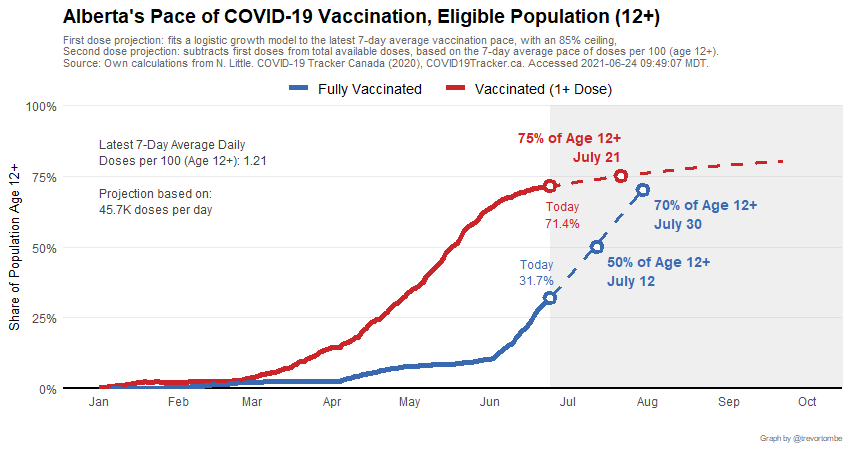 Alberta's Pace of COVID-19 Vaccination, Eligible Population (12+)
First dose projection: fits a logistic growth model to the latest 7-day average vaccination pace, with an 85% ceiling,
Second dose projection: subtracts first doses from total available doses, based on the 7-day average pace of doses per 100 (age 12+).
Source: Own calculations from N. Little. COVID-19 Tracker Canada (2020), COVID19Tracker.ca. Accessed 2021-06-24 09:49:07 MDT.
Fully Vaccinated
Vaccinated (1+ Dose)
Share of Population Age 12+
100%
75%
50%
25%
0%
Latest 7-Day Average Daily
Doses per 100 (Age 12+): 1.21
Projection based on:
45.7K doses per day
75% of Age 12+
July 21
Today
71.4%
70% of Age 12+
July 30
Today
31.7%
50% of Age 12+
July 12
Jan
Feb
Mar
Apr
May
Jun
Jul
Aug
Sep
Oct
Graph by @trevortombe